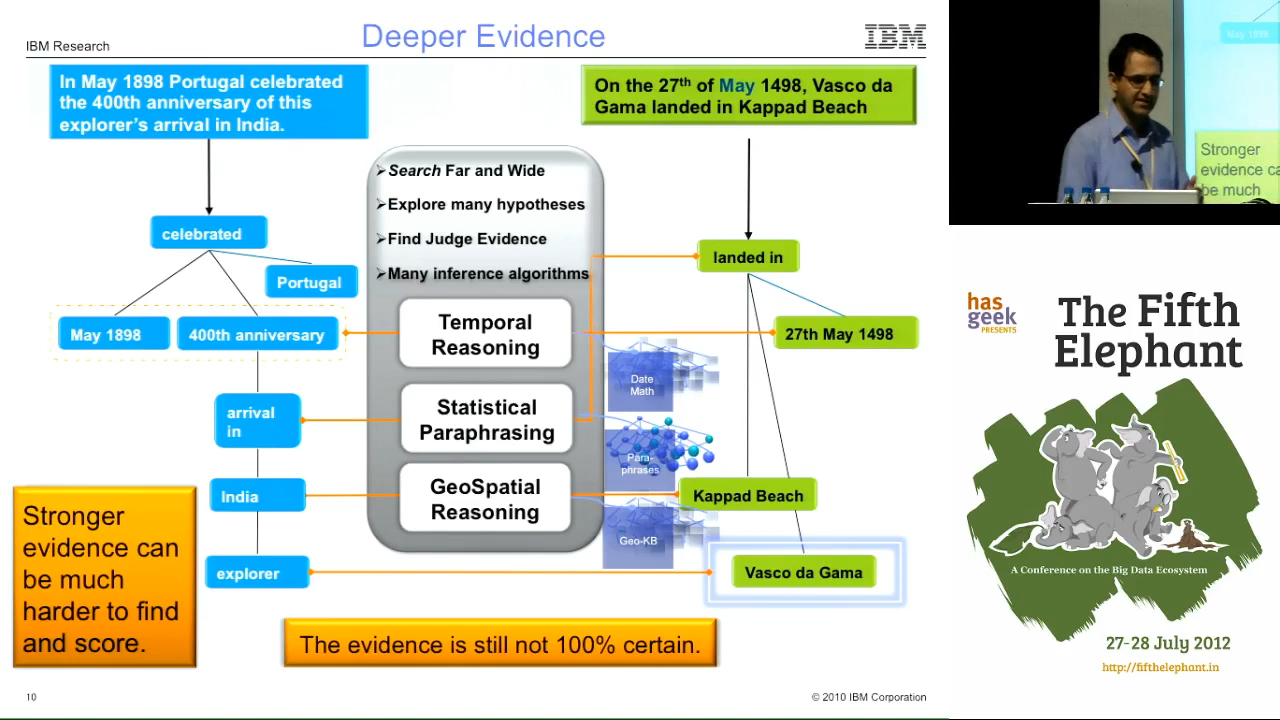 IBM Research
Deeper Evidence
IBM
In May 1898 Portugal celebrated
the 400th anniversary of this
explorer's arrival in India.
On the 27th of May 1498, Vasco da
Gama landed in Kappad Beach
➢Search Far and Wide
➢Explore many hypotheses
➢Find Judge Evidence
➢Many inference algorithms
celebrated
Portugal
May 1898
400th anniversary
arrival
in
India
explorer
Temporal
Reasoning
Statistical
Paraphrasing
GeoSpatial
Reasoning
Date
Math
Para-
phrases
Geo-KB
landed in
27th May 1498
Kappad Beach
Vasco da Gama
Stronger
evidence can
be much
harder to find
and score.
The evidence is still not 100% certain.
10
© 2010 IBM Corporation
May 1898
Stronger
evidence ca
be much
has
geek
PRESENTS
The Fifth
Elephant
A Conference on the Big Data Ecosystem
27-28 July 2012
http://fifthelephant.in